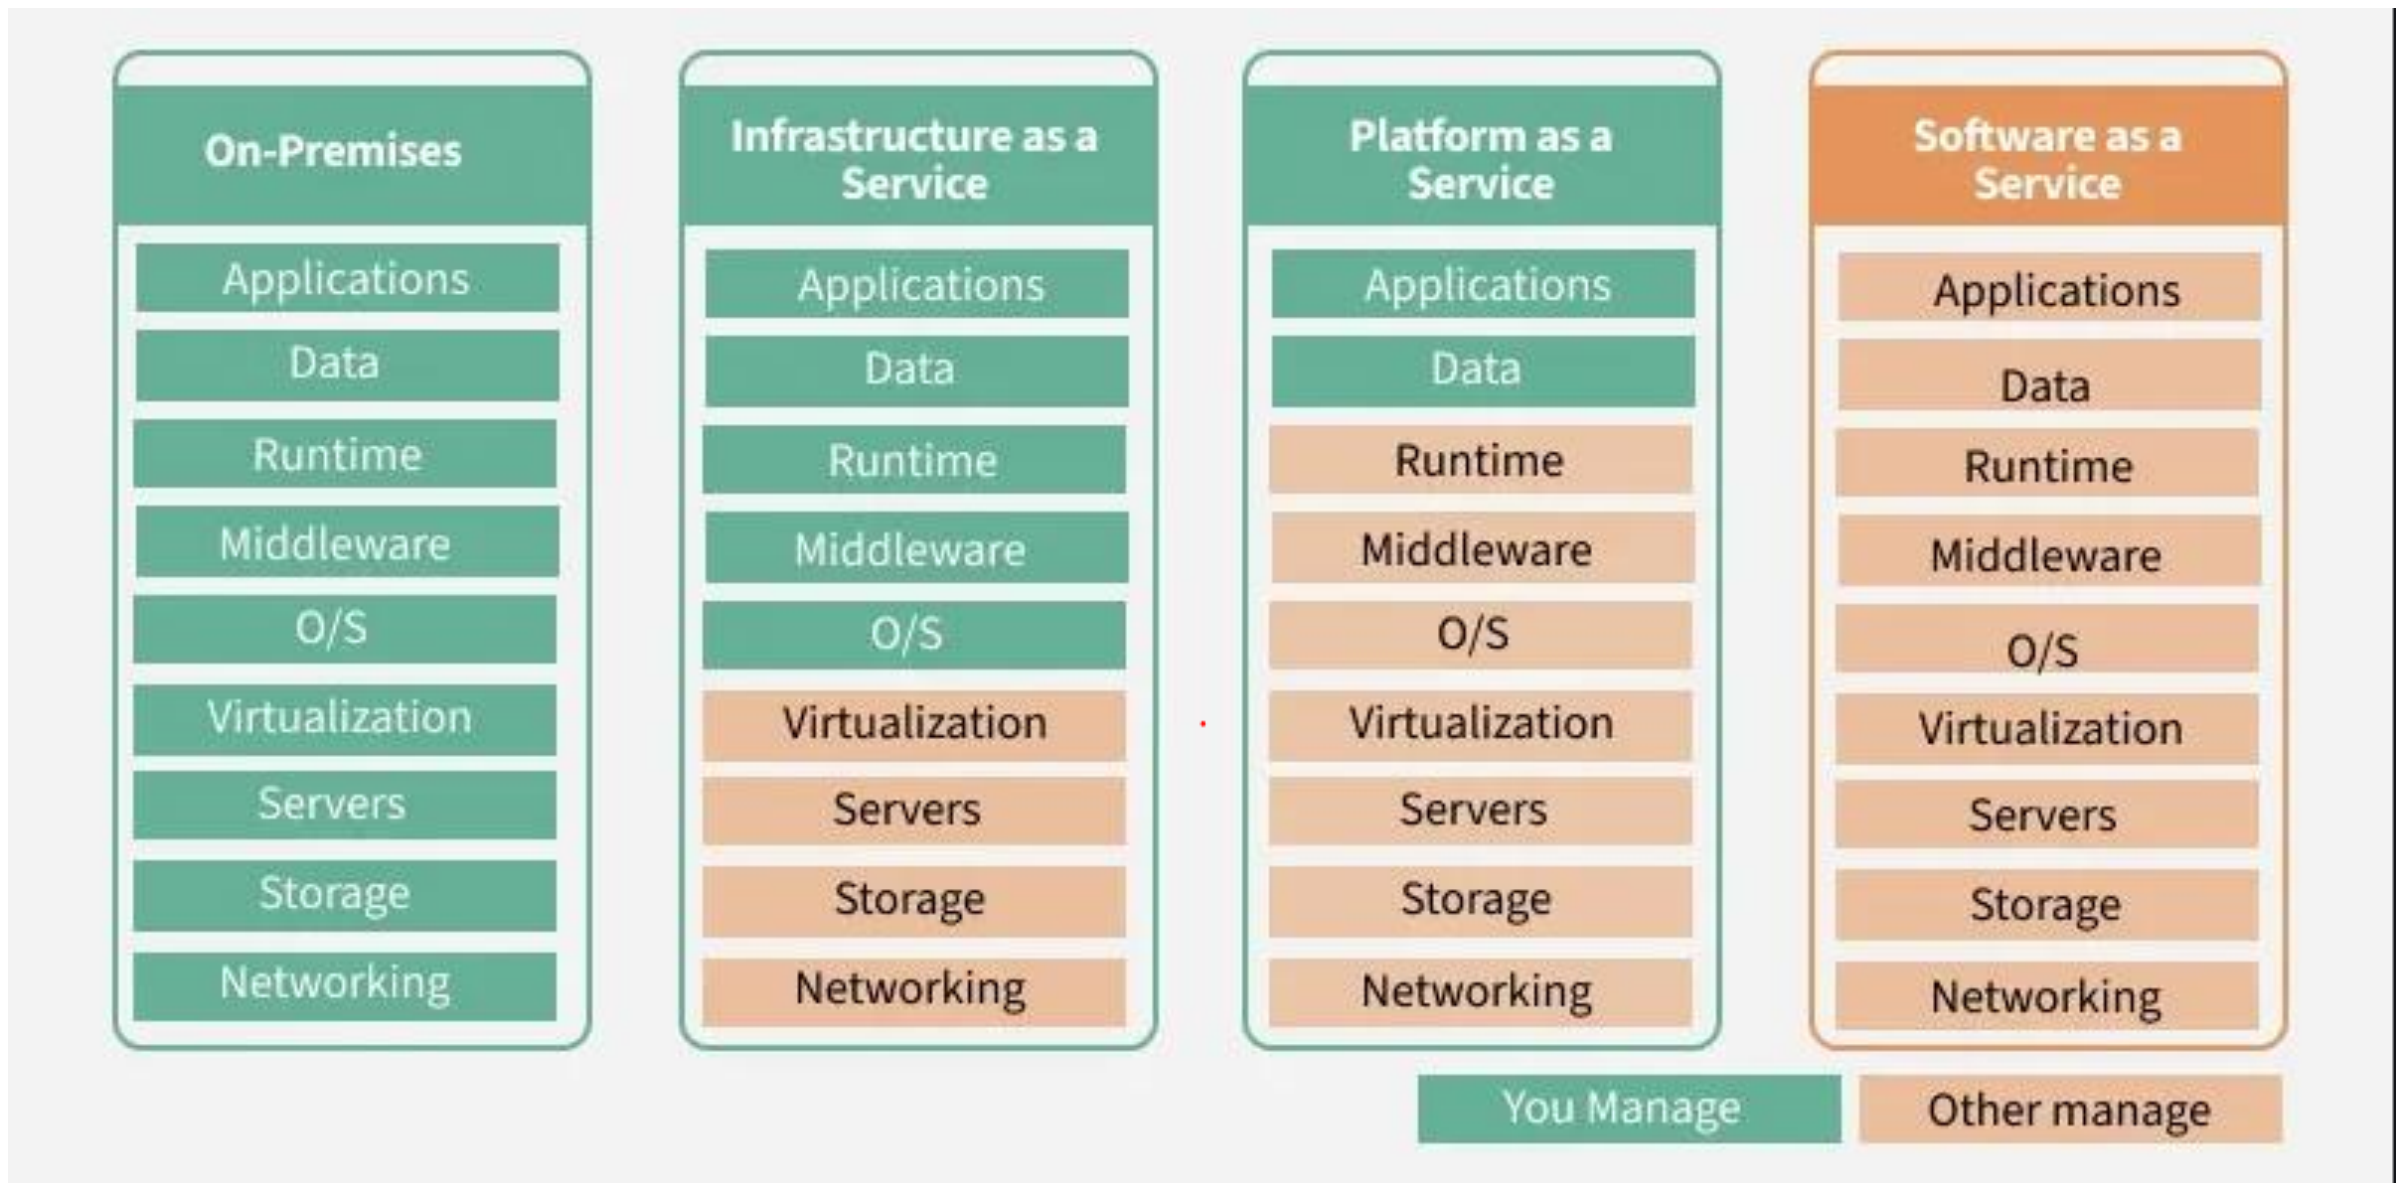 On-Premises
Applications
Data
Runtime
Middleware
O/S
Virtualization
Servers
Storage
Networking
Infrastructure as a
Service
Applications
Data
Runtime
Middleware
O/S
Virtualization
Servers
Storage
Networking
Platform as a
Service
Applications
Data
Runtime
Middleware
O/S
Virtualization
Servers
Storage
Networking
Software as a
Service
Applications
Data
Runtime
Middleware
O/S
Virtualization
Servers
Storage
Networking
You Manage
Other manage